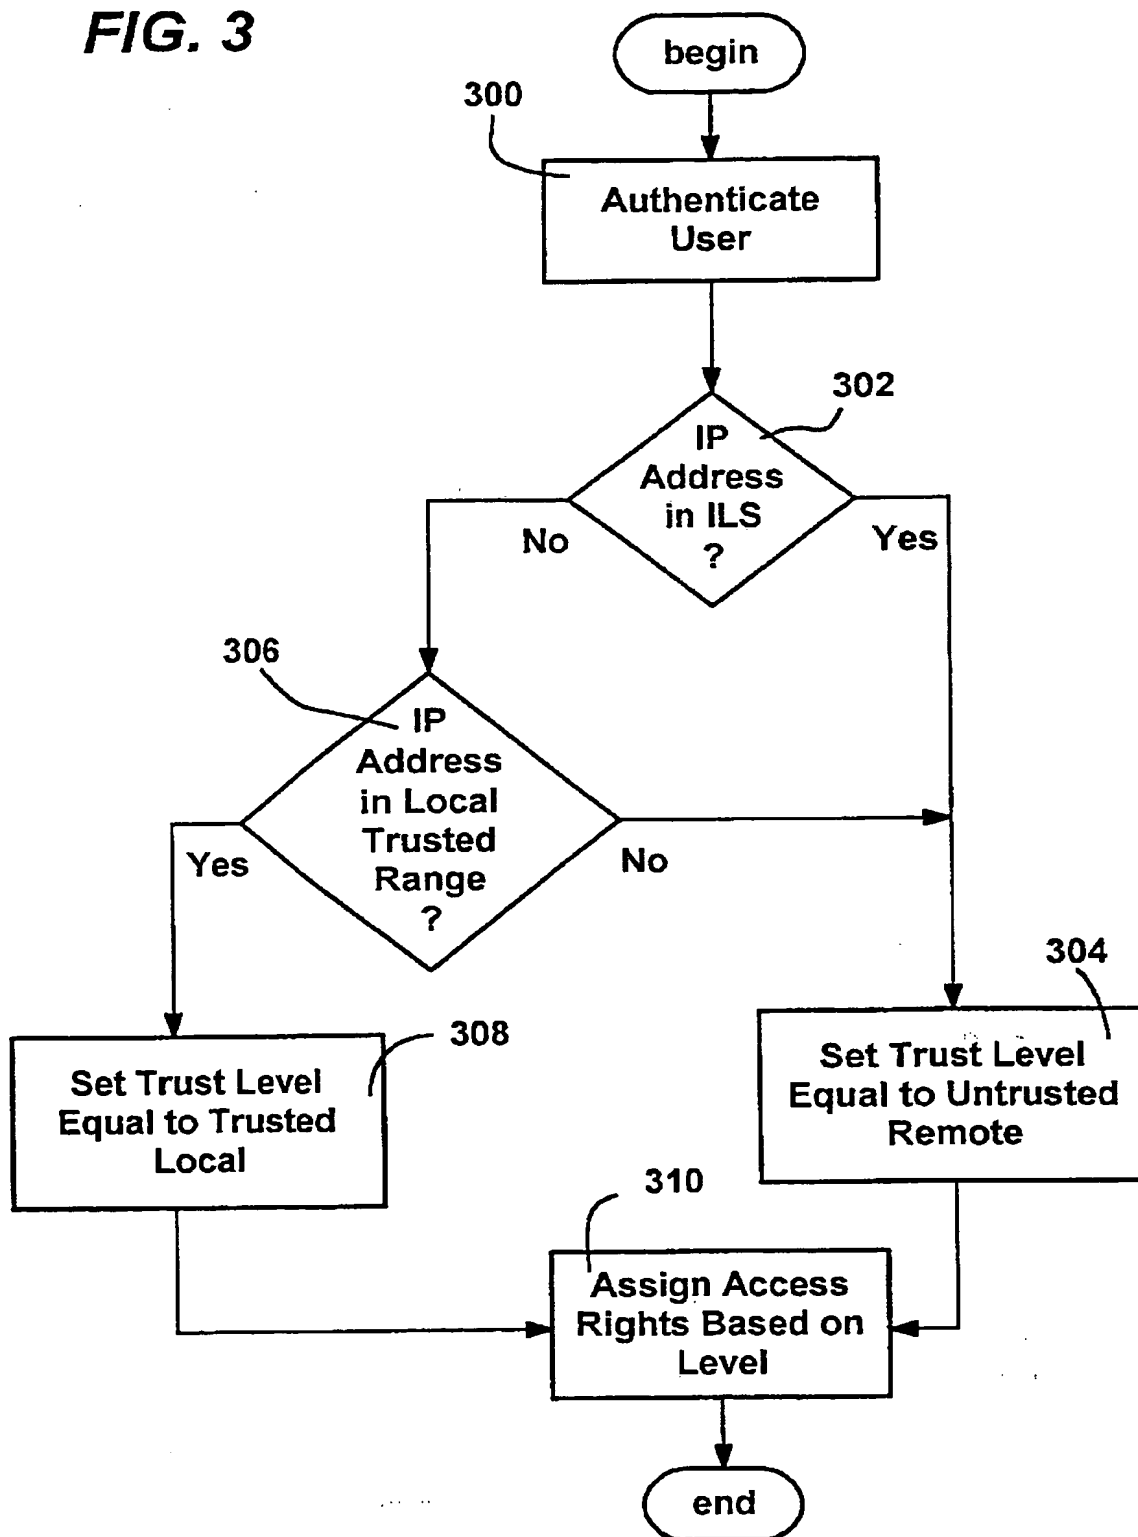 FIG. 3
begin
300
Authenticate
User
302
IP
Address
in ILS
?
No
Yes
306
IP
Address
in Local
Trusted
Range
?
Yes
No
304
308
Set Trust Level
Equal to Trusted
Local
Set Trust Level
Equal to Untrusted
Remote
310
Assign Access
Rights Based on
Level
end